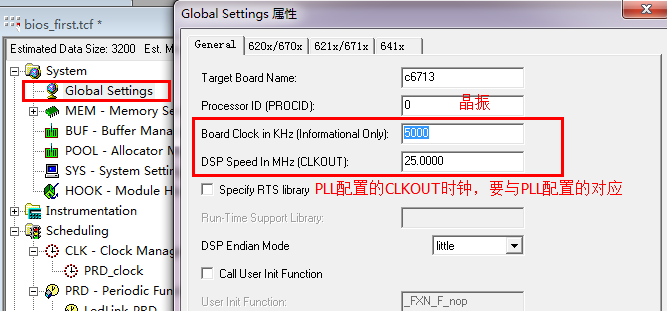 bios_first.tcf *
Estimated Data Size: 3200 Est. M
System
Global Settings
MEM - Memory Se
BUF - Buffer Mana
POOL - Allocator M
SYS - System Settin
HOOK - Module H
Instrumentation
Scheduling
CLK - Clock Manag
PRD_clock
PRD - Periodic Fun
LedLink_PRD
Global Settings 属性
General
620x/670x
621x/671x
641x
Target Board Name:
c6713
Processor ID (PROCID):
0
晶振
Board Clock in KHz (Informational Only):
5000
DSP Speed In MHz (CLKOUT):
25.0000
Specify RTS library
PLL配置的CLKOUT时钟,要与PLL配置的对应
Run-Time Support Library:
DSP Endian Mode
little
Call User Init Function
User Init Function:
_FXN_F_nop